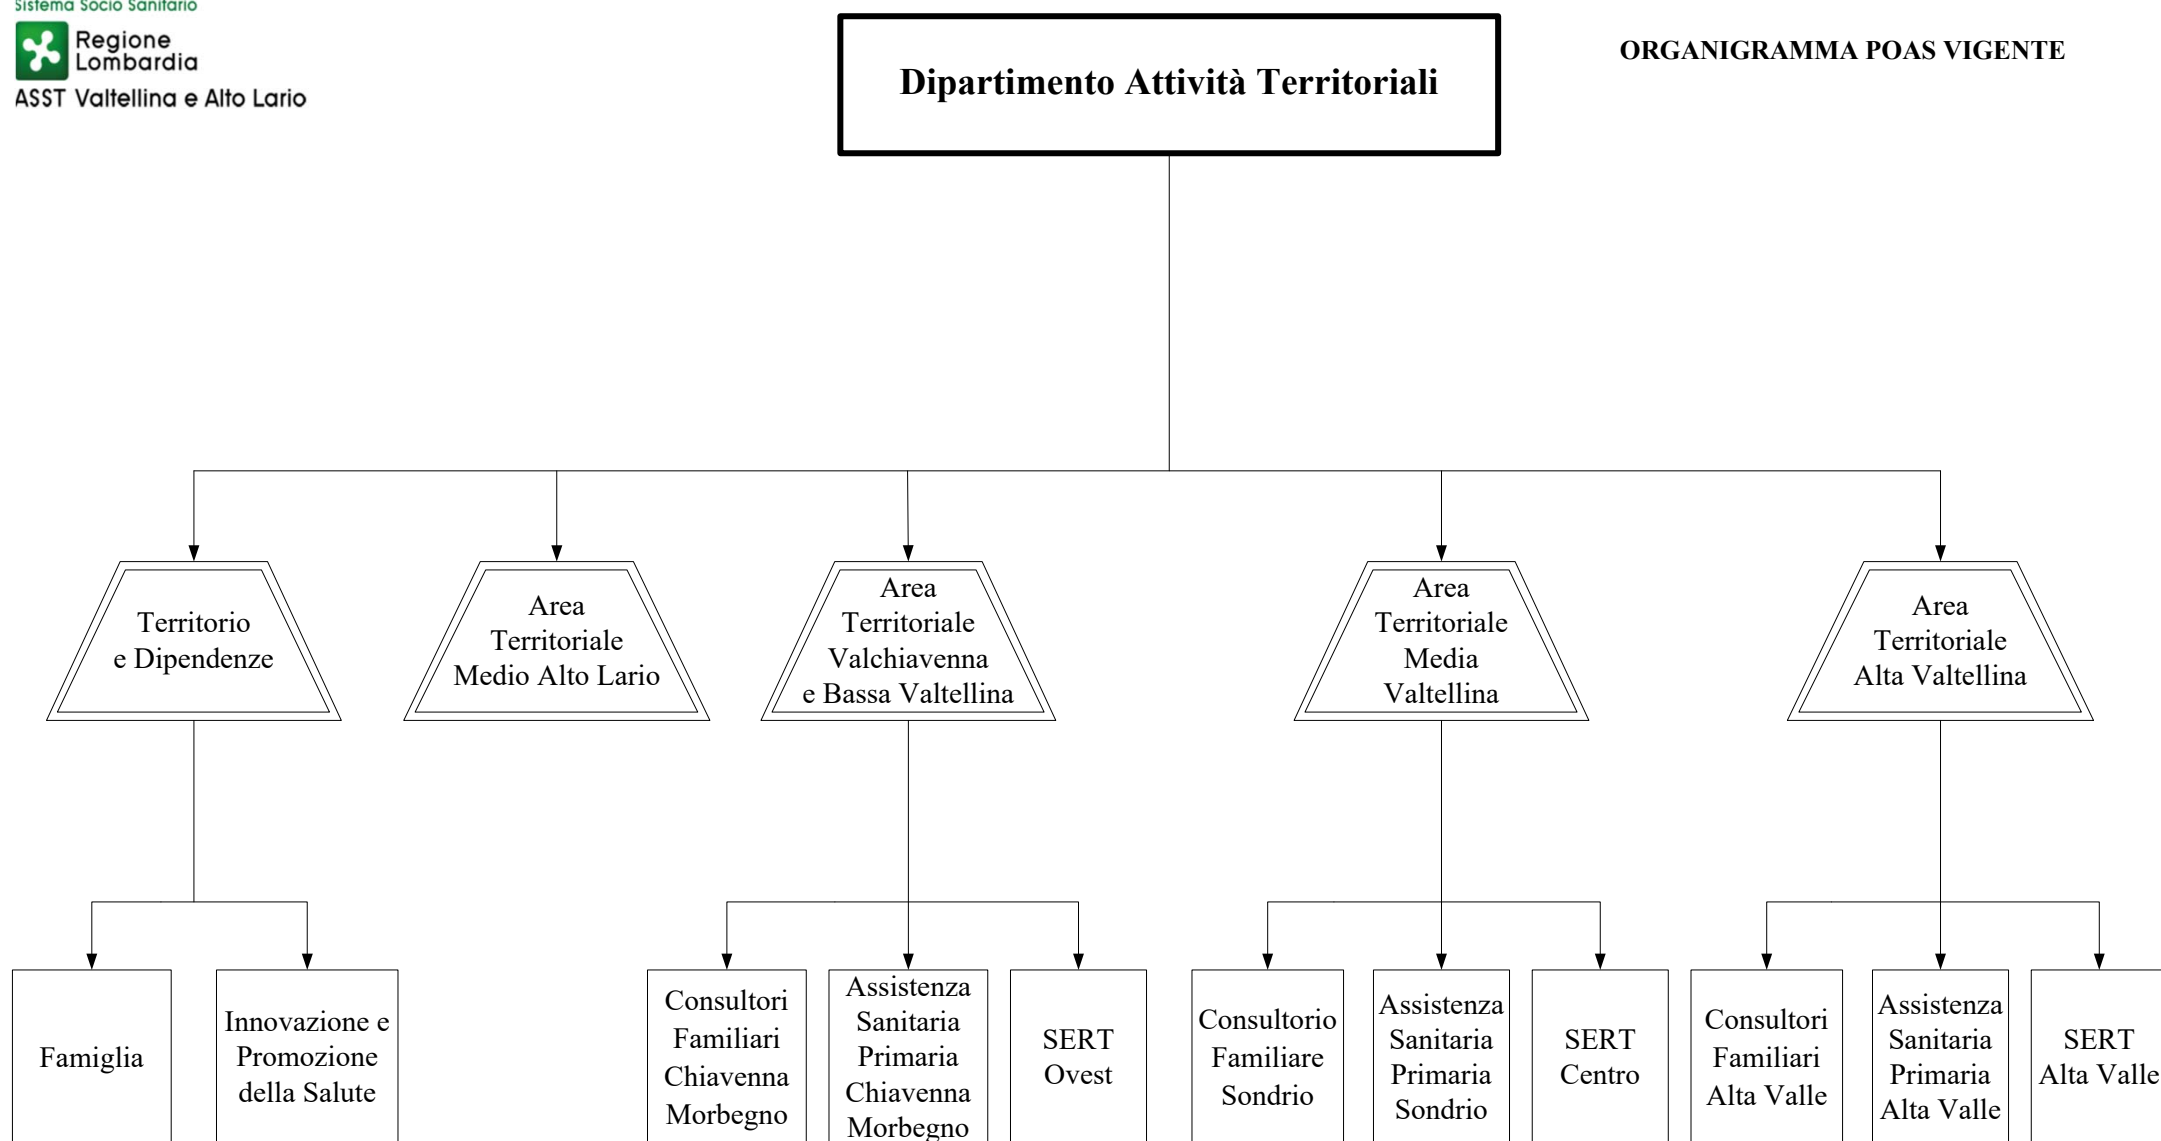 Sistema Socio Sanitario
Regione
Lombardia
ASST Valtellina e Alto Lario
Dipartimento Attività Territoriali
ORGANIGRAMMA POAS VIGENTE
Territorio
e Dipendenze
Area
Territoriale
Medio Alto Lario
Area
Territoriale
Valchiavenna
e Bassa Valtellina
Area
Territoriale
Media
Valtellina
Area
Territoriale
Alta Valtellina
Famiglia
Innovazione e
Promozione
della Salute
Consultori
Familiari
Chiavenna
Morbegno
Assistenza
Sanitaria
Primaria
Chiavenna
Morbegno
SERT
Ovest
Consultorio
Familiare
Sondrio
Assistenza
Sanitaria
Primaria
Sondrio
SERT
Centro
Consultori
Familiari
Alta Valle
Assistenza
Sanitaria
Primaria
Alta Valle
SERT
Alta Valle